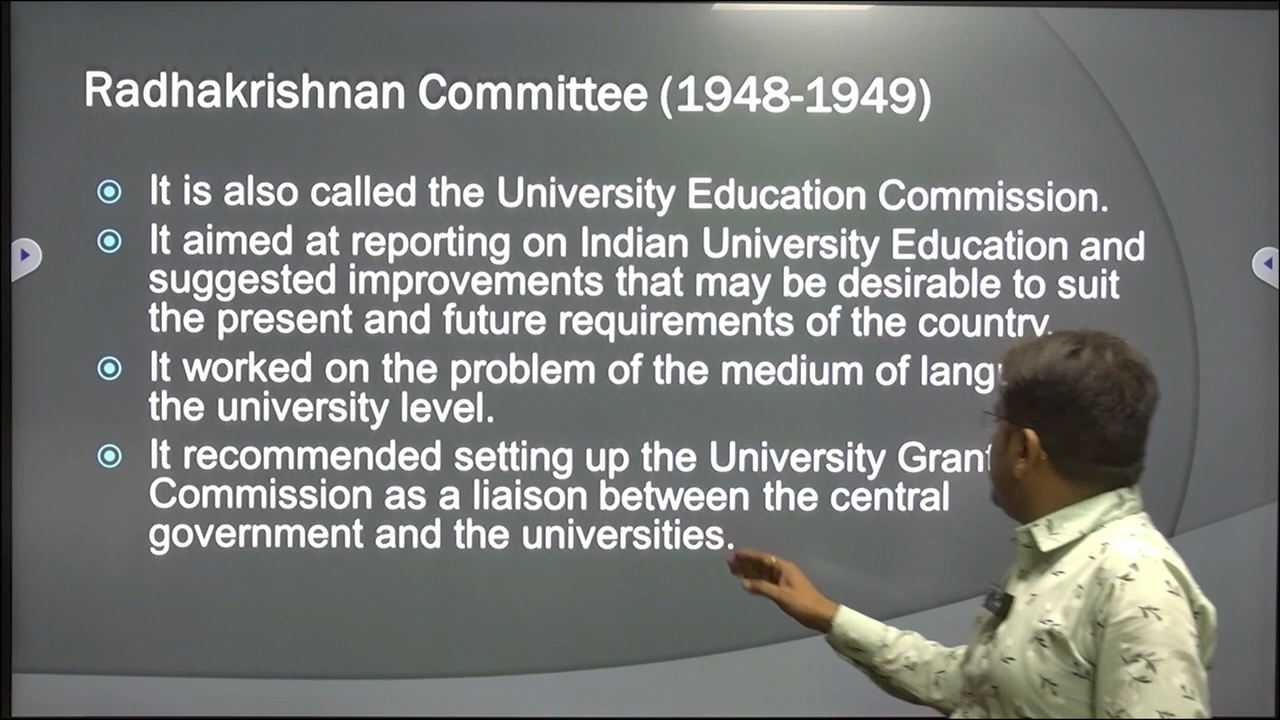 Radhakrishnan Committee (1948-1949)
It is also called the University Education Commission.
It aimed at reporting on Indian University Education and
suggested improvements that may be desirable to suit
the present and future requirements of the country.
It worked on the problem of the medium of
the university level.
It recommended setting up the University
Commission as a liaison between the central
government and the universities.